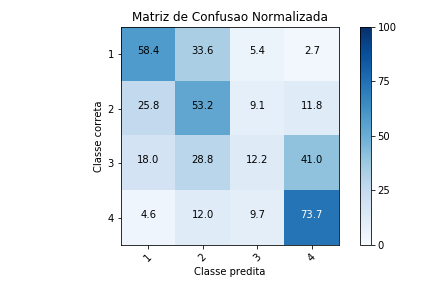 Matriz de Confusao Normalizada
Classe correta
1 58.4 33.6 5.4 2.7
2 25.8 53.2 9.1 11.8
3 18.0 28.8 12.2 41.0
4 4.6 12.0 9.7 73.7
1 2 3 4
Classe predita
100
75
50
25
0